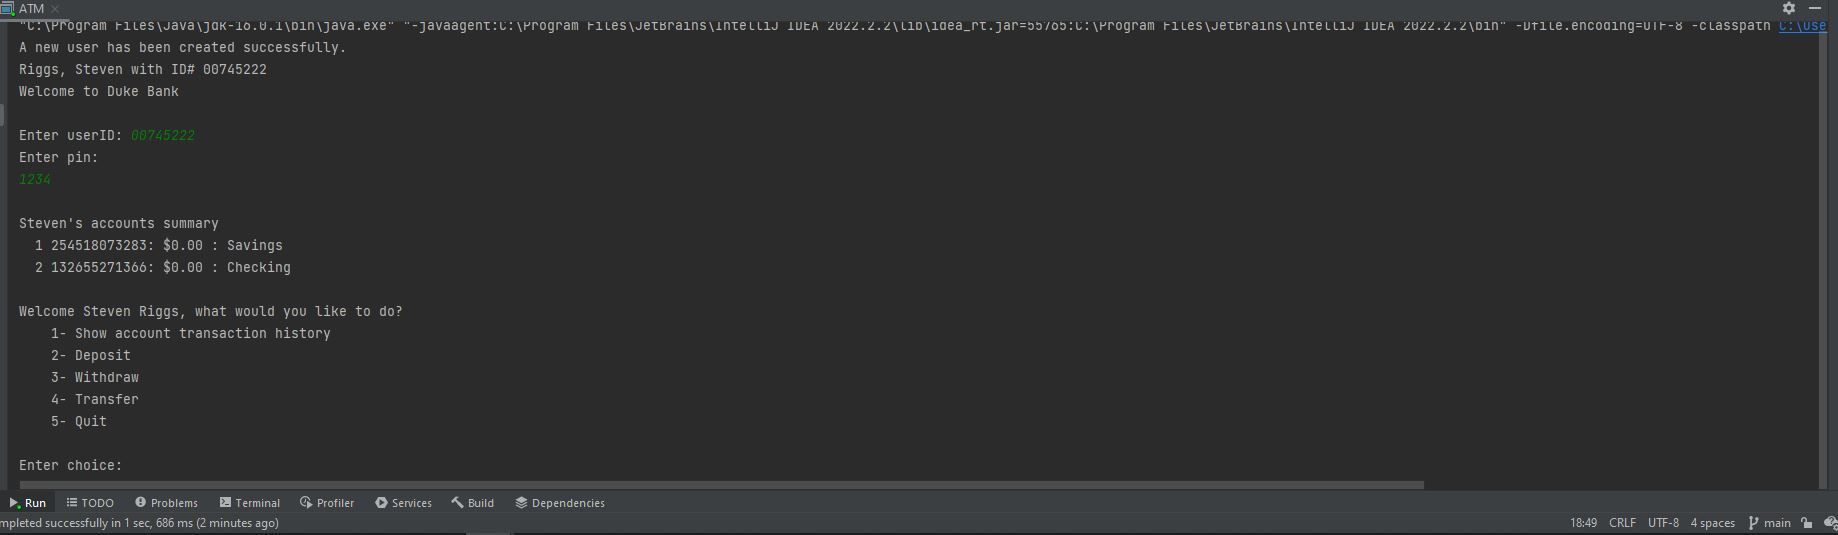 ATM
"C:\Program Files\Java\jdk-16.0.1\bin\java.exe" "-javaagent:C:\Program Files\JetBrains\IntelliJ IDEA 2022.2.2\lib\idea_rt.jar=55765:C:\Program Files\JetBrains\IntelliJ IDEA 2022.2.2\bin" -Dfile.encoding=UTF-8 -classpath C:\Use
A new user has been created successfully.
Riggs, Steven with ID# 00745222
Welcome to Duke Bank
Enter userID: 00745222
Enter pin:
1234
Steven's accounts summary
1 254518073283: $0.00 : Savings
2 132655271366: $0.00 : Checking
Welcome Steven Riggs, what would you like to do?
1- Show account transaction history
2- Deposit
3- Withdraw
4- Transfer
5- Quit
Enter choice:
Run TODO Problems Terminal Profiler Services Build Dependencies
mpleted successfully in 1 sec, 686 ms (2 minutes ago) 18:49 CRLF UTF-8 4 spaces main